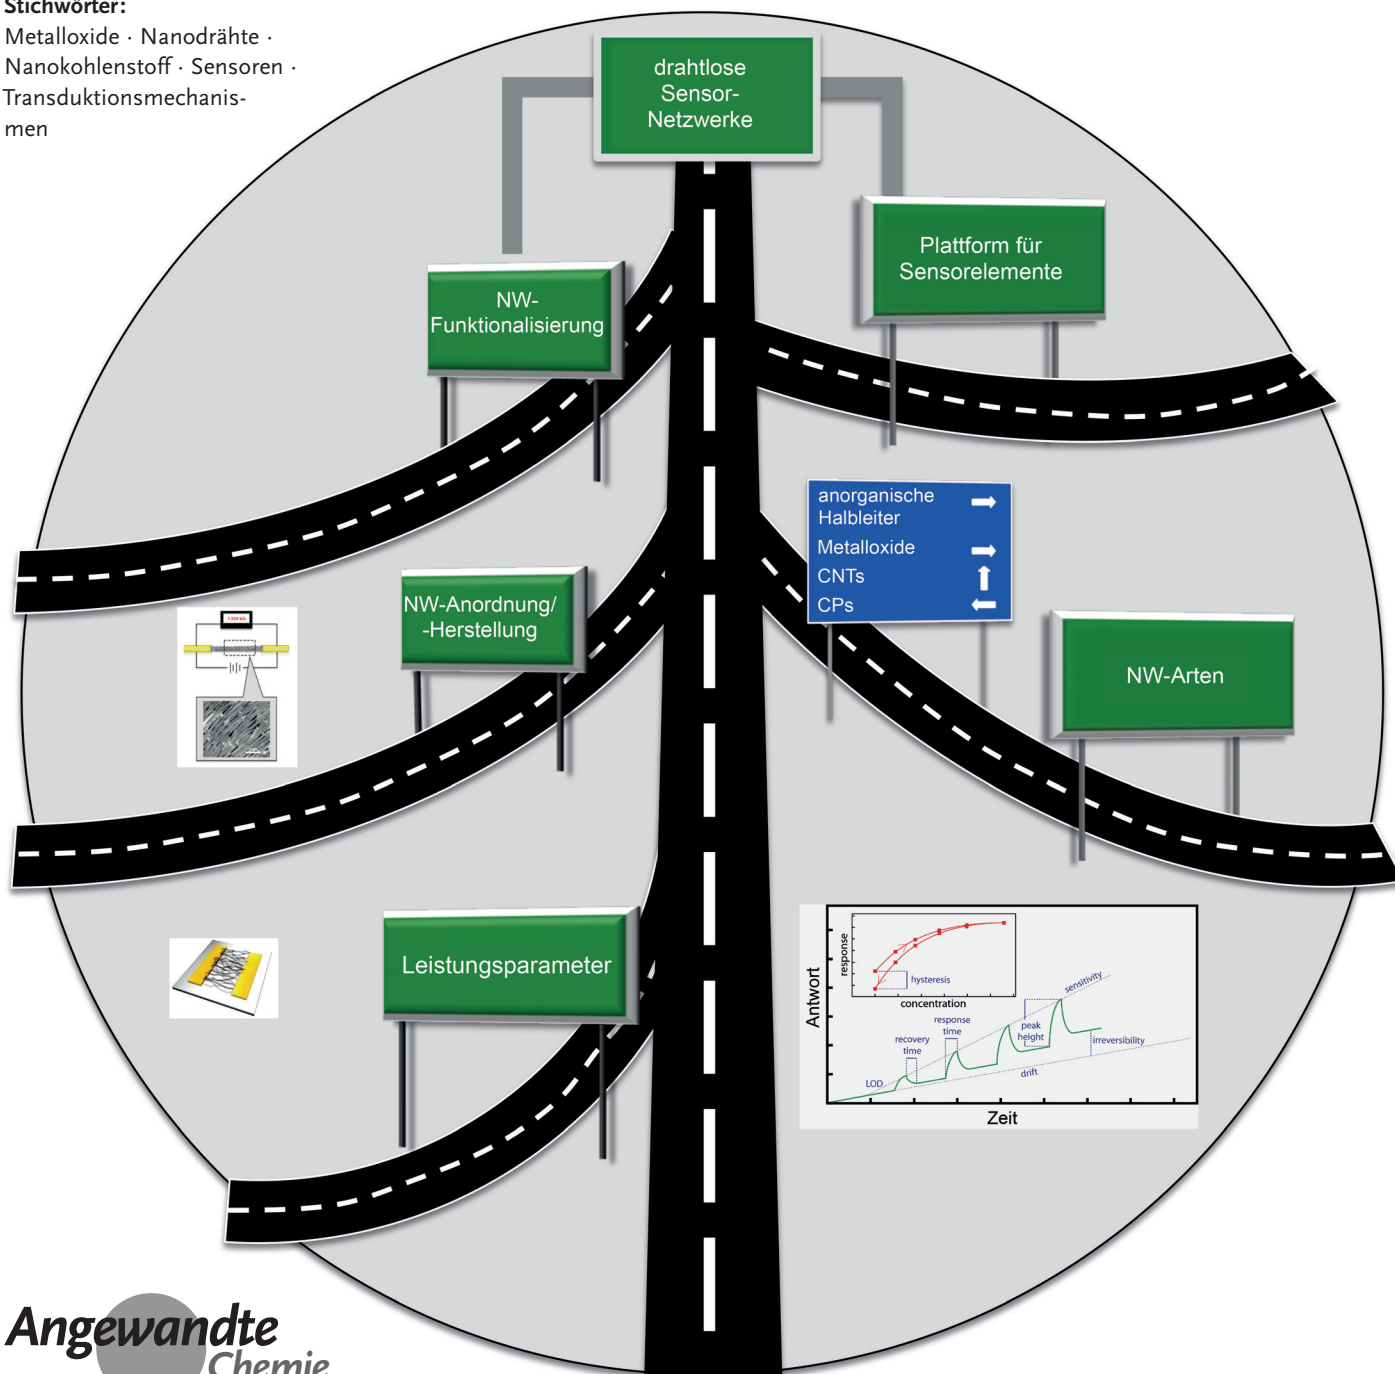 Stichwörter:
Metalloxide · Nanodrähte ·
Nanokohlenstoff · Sensoren ·
Transduktionsmechanis-
men
drahtlose
Sensor-
Netzwerke
Plattform für
Sensorelemente
NW-
Funktionalisierung
anorganische
Halbleiter
Metalloxide
CNTs
CPs
NW-Anordnung/
-Herstellung
NW-Arten
Leistungsparameter
response
hysteresis
concentration
Antwort
sensitivity
response
time
peak
height
recovery
time
irreversibility
drift
LOD
Zeit
Angewandte
Chemie